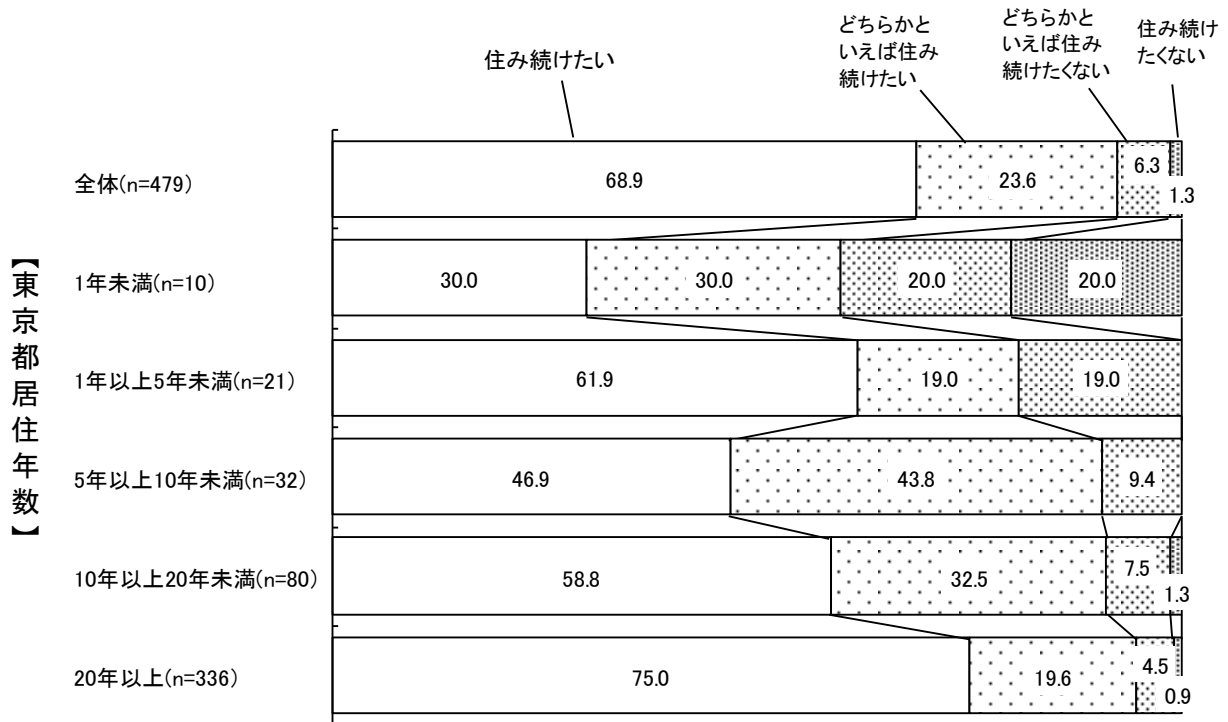 住み続けたい
どちらかと
いえば住み
続けたい
どちらかと
いえば住み
続けたくない
住み続け
たくない
【東京都居住年数】
全体(n=479)
68.9
23.6
6.3
1.3
1年未満(n=10)
30.0
30.0
20.0
20.0
1年以上5年未満(n=21)
61.9
19.0
19.0
5年以上10年未満(n=32)
46.9
43.8
9.4
10年以上20年未満(n=80)
58.8
32.5
7.5
1.3
20年以上(n=336)
75.0
19.6
4.5
0.9